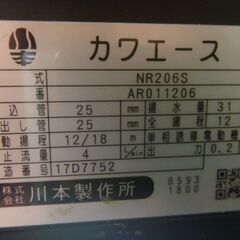 カワエース
式 NR206S
番 AR011206
込管 25 揚水量 31
出し管 25 全揚程 12
動揚程 12/18 m 単相誘導電動機
止流量 4 L/min 出力 0.2
造 17D7752
株式会社 川本製作所 8593
1800